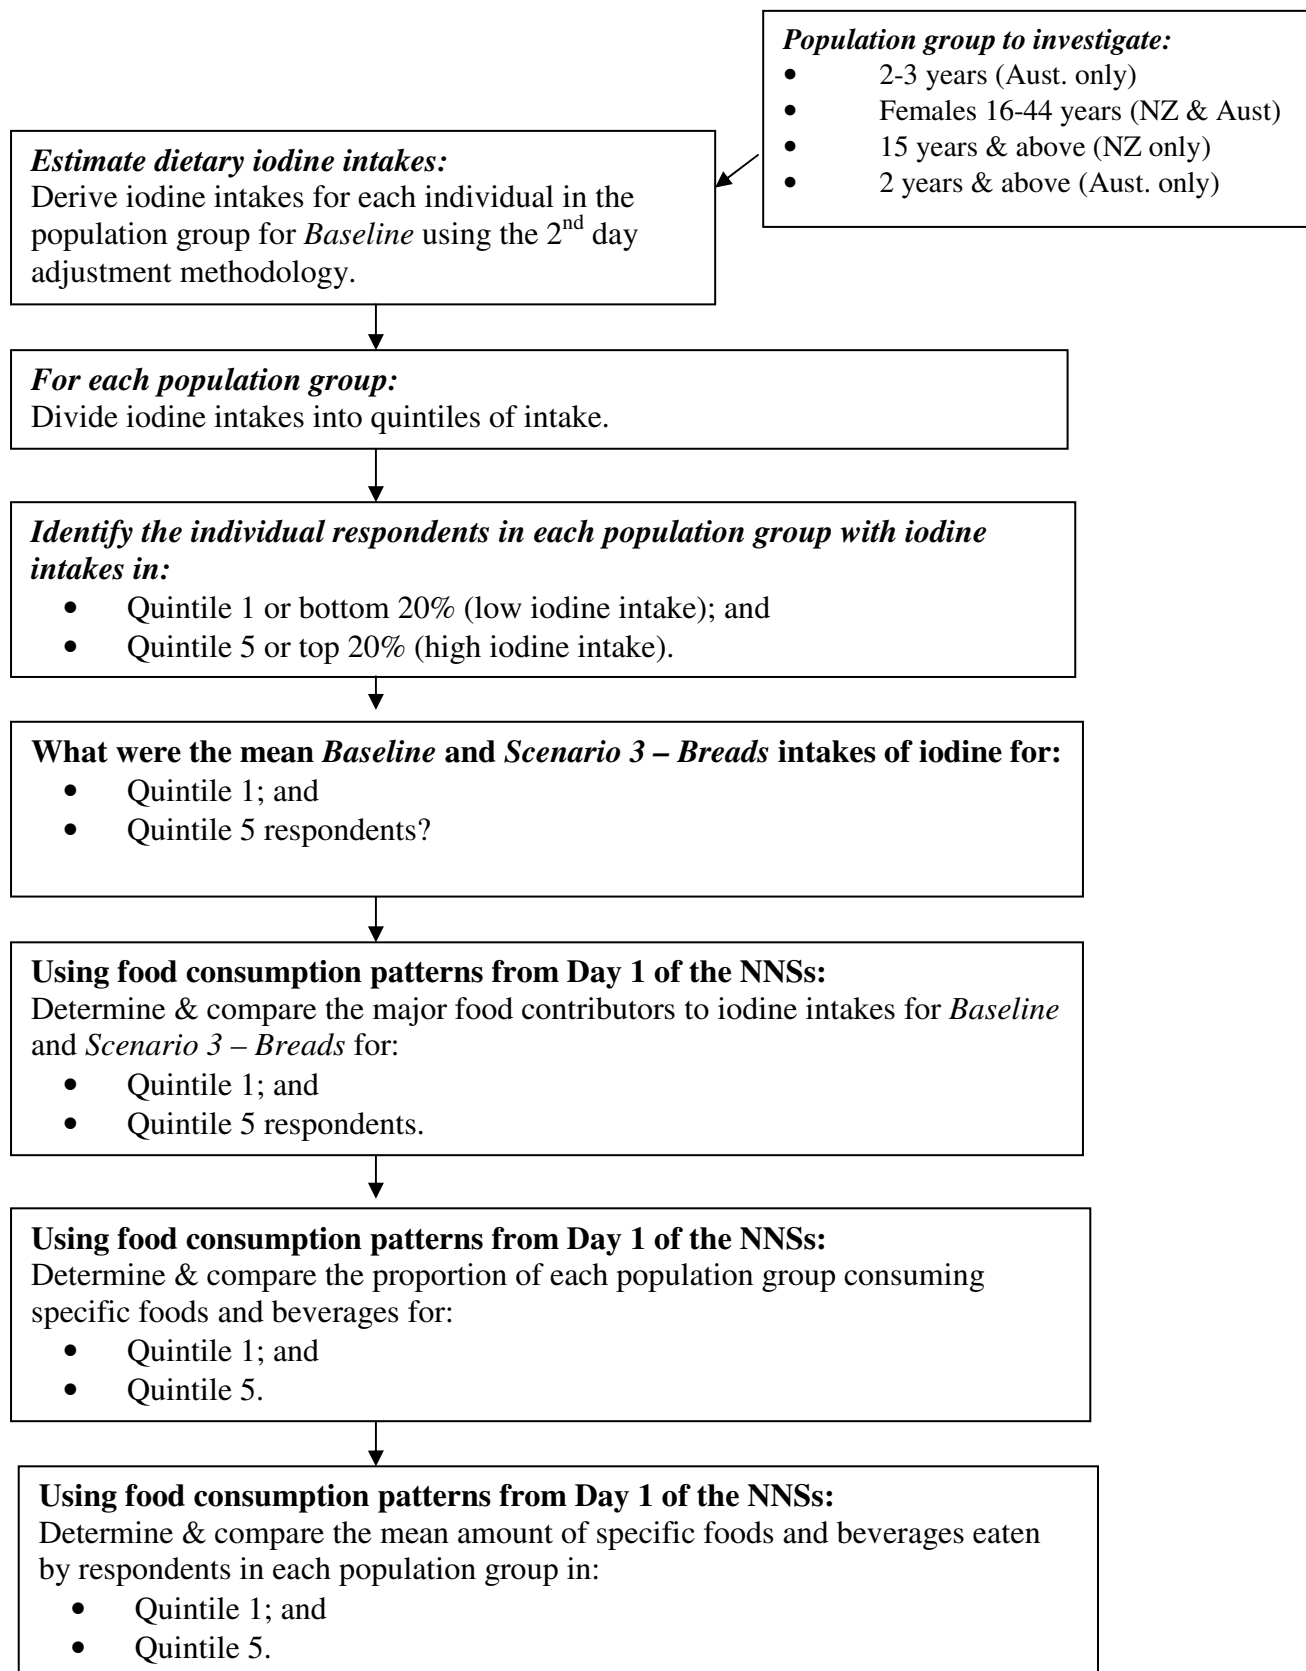 Population group to investigate:
• 2-3 years (Aust. only)
• Females 16-44 years (NZ & Aust)
• 15 years & above (NZ only)
• 2 years & above (Aust. only)
Estimate dietary iodine intakes:
Derive iodine intakes for each individual in the
population group for Baseline using the 2nd day
adjustment methodology.
For each population group:
Divide iodine intakes into quintiles of intake.
Identify the individual respondents in each population group with iodine
intakes in:
• Quintile 1 or bottom 20% (low iodine intake); and
• Quintile 5 or top 20% (high iodine intake).
What were the mean Baseline and Scenario 3 – Breads intakes of iodine for:
• Quintile 1; and
• Quintile 5 respondents?
Using food consumption patterns from Day 1 of the NNSs:
Determine & compare the major food contributors to iodine intakes for Baseline
and Scenario 3 – Breads for:
• Quintile 1; and
• Quintile 5 respondents.
Using food consumption patterns from Day 1 of the NNSs:
Determine & compare the proportion of each population group consuming
specific foods and beverages for:
• Quintile 1; and
• Quintile 5.
Using food consumption patterns from Day 1 of the NNSs:
Determine & compare the mean amount of specific foods and beverages eaten
by respondents in each population group in:
• Quintile 1; and
• Quintile 5.